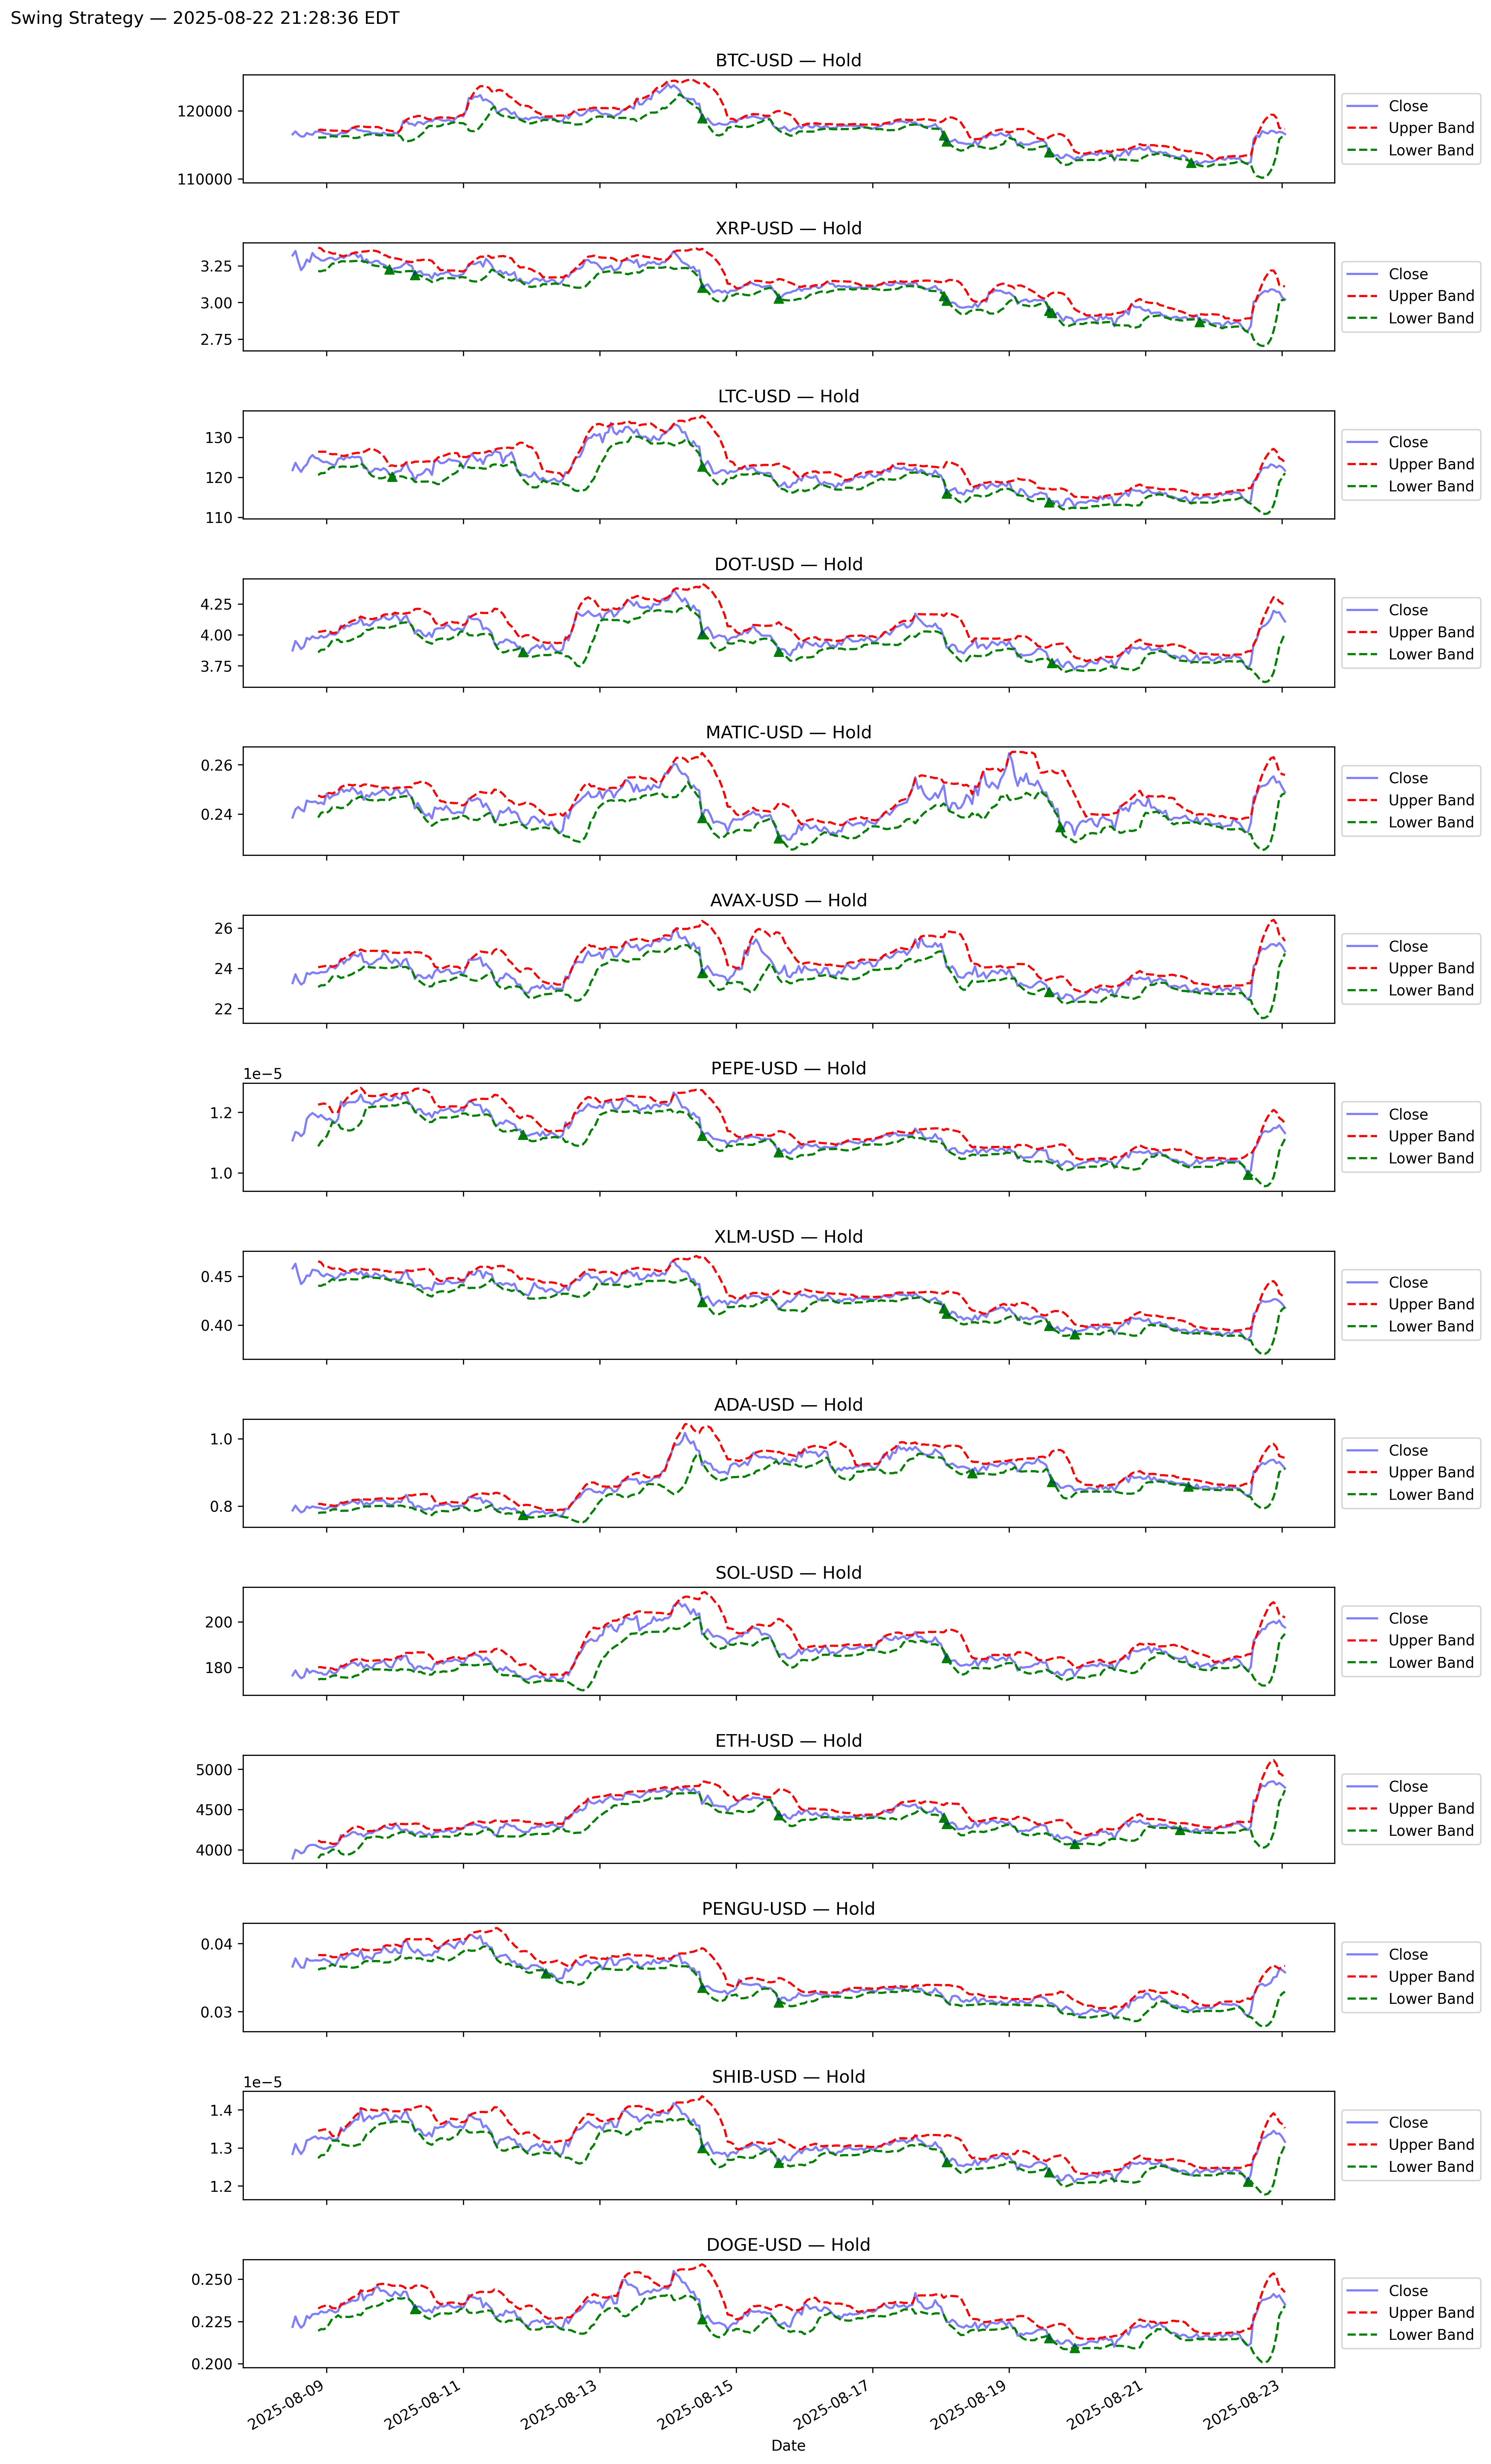 Swing Strategy — 2025-08-22 21:28:36 EDT
BTC-USD — Hold
120000
110000
Close
Upper Band
Lower Band
XRP-USD — Hold
3.25
3.00
2.75
Close
Upper Band
Lower Band
LTC-USD — Hold
130
120
110
Close
Upper Band
Lower Band
DOT-USD — Hold
4.25
4.00
3.75
Close
Upper Band
Lower Band
MATIC-USD — Hold
0.26
0.24
Close
Upper Band
Lower Band
AVAX-USD — Hold
26
24
22
Close
Upper Band
Lower Band
PEPE-USD — Hold
1e−5
1.2
1.0
Close
Upper Band
Lower Band
XLM-USD — Hold
0.45
0.40
Close
Upper Band
Lower Band
ADA-USD — Hold
1.0
0.8
Close
Upper Band
Lower Band
SOL-USD — Hold
200
180
Close
Upper Band
Lower Band
ETH-USD — Hold
5000
4500
4000
Close
Upper Band
Lower Band
PENGU-USD — Hold
0.04
0.03
Close
Upper Band
Lower Band
SHIB-USD — Hold
1e−5
1.4
1.3
1.2
Close
Upper Band
Lower Band
DOGE-USD — Hold
0.250
0.225
0.200
Close
Upper Band
Lower Band
2025-08-09
2025-08-11
2025-08-13
2025-08-15
2025-08-17
2025-08-19
2025-08-21
2025-08-23
Date